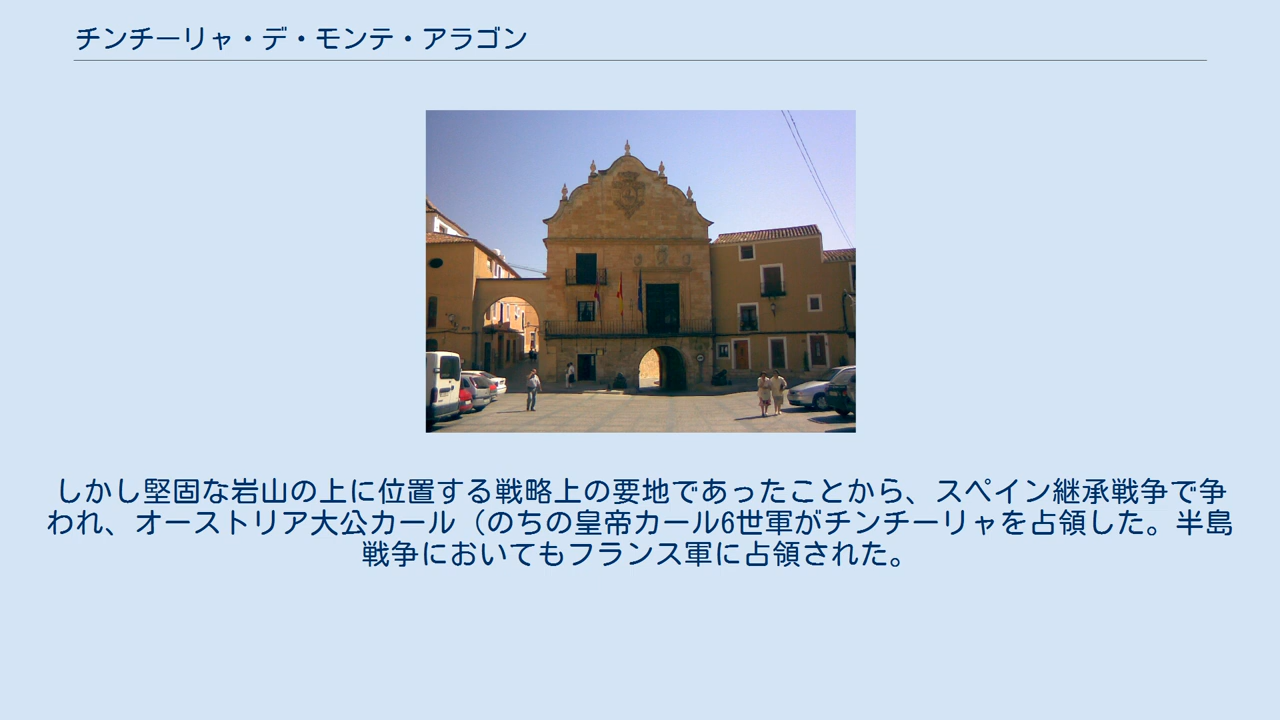 チンチーリャ・デ・モンテ・アラゴン
しかし堅固な岩山の上に位置する戦略上の要地であったことから、スペイン継承戦争で争
われ、オーストリア大公カール（のちの皇帝カール6世軍がチンチーリャを占領した。半島
戦争においてもフランス軍に占領された。